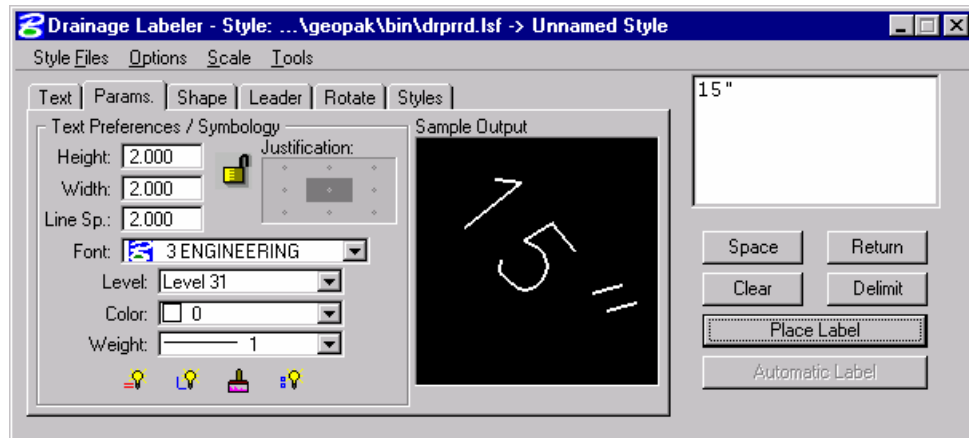 Drainage Labeler - Style: ...\geopak\bin\drprrd.lsf -> Unnamed Style
Style Files Options Scale Tools
Text Params. Shape Leader Rotate Styles
Text Preferences / Symbology
Height: 2.000
Width: 2.000
Line Sp.: 2.000
Justification:
Font: 3 ENGINEERING
Level: Level 31
Color: 0
Weight: 1
Sample Output
15"
15"
Space Return
Clear Delimit
Place Label
Automatic Label